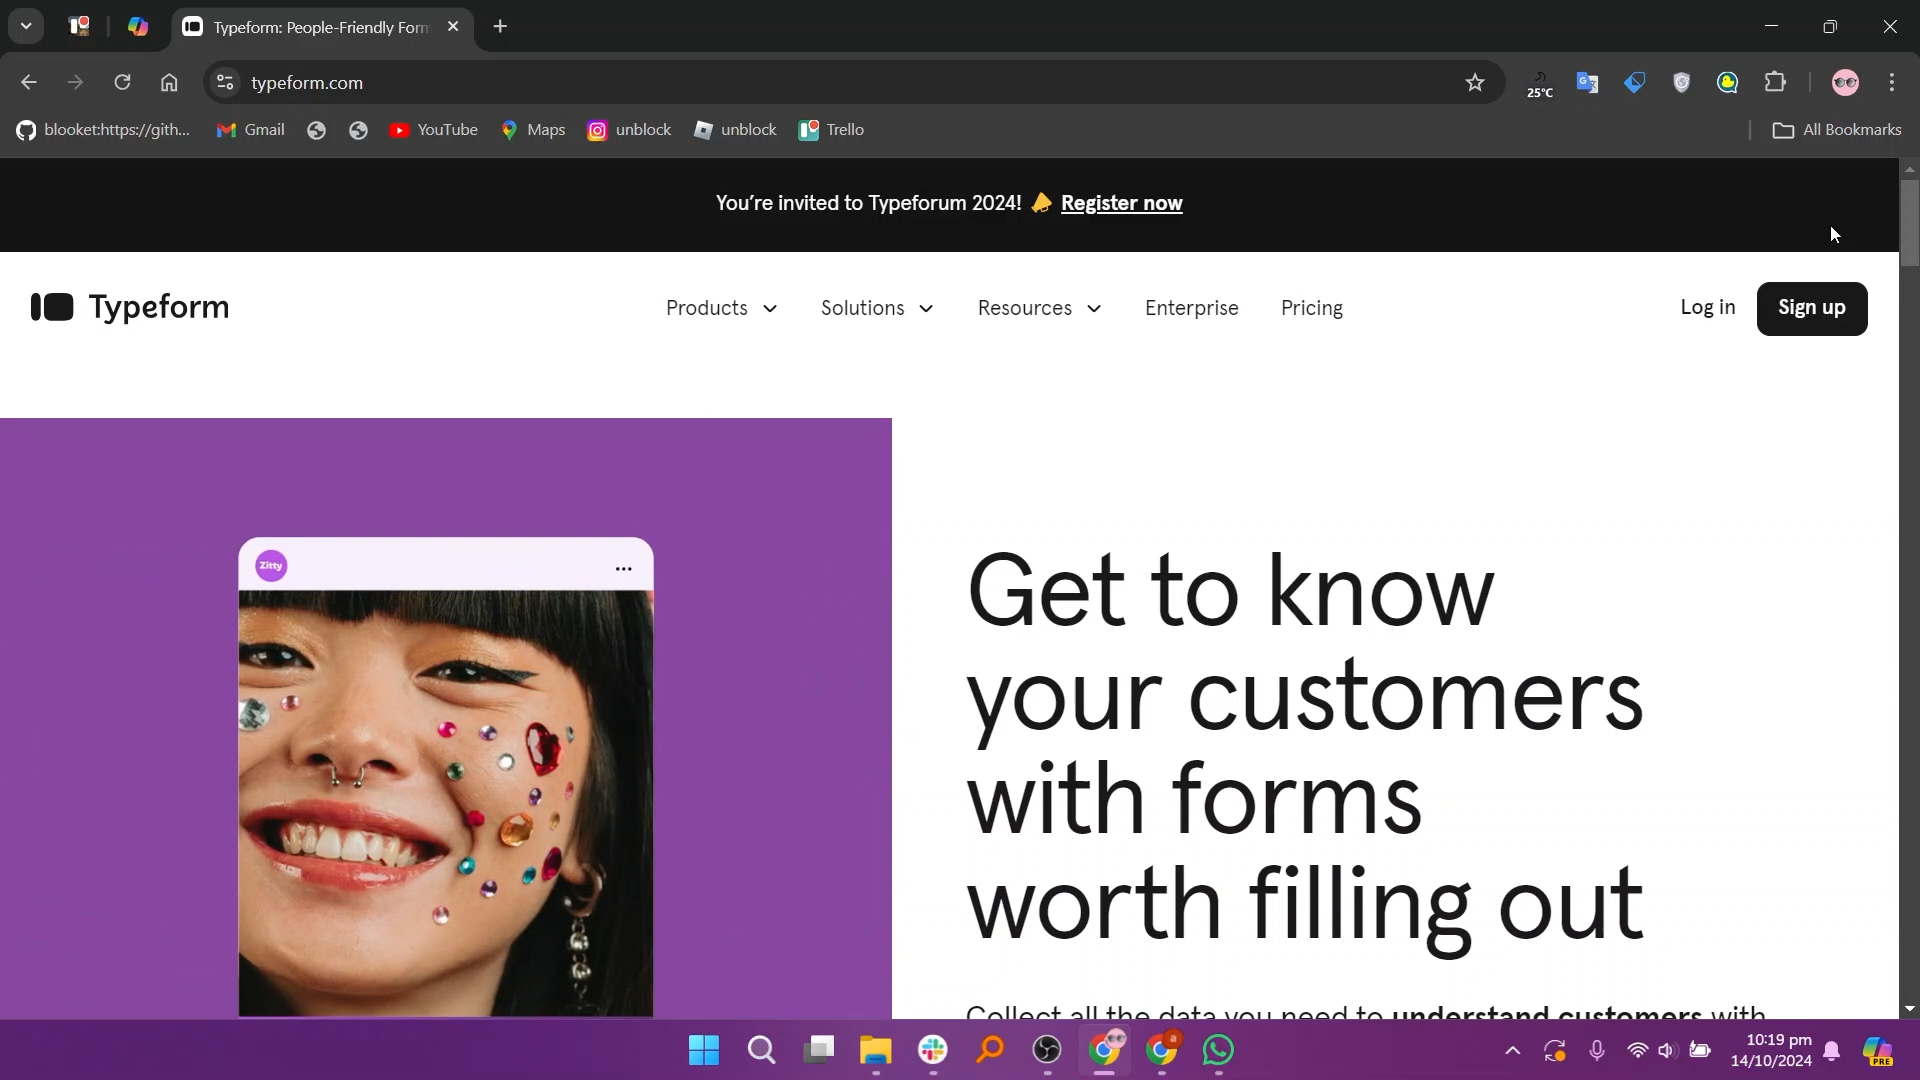 Typeform: People-Friendly Form
typeform.com
25°C
blooket:https://gith...
Gmail
YouTube
Maps
unblock
unblock
Trello
All Bookmarks
You're invited to Typeforum 2024! Register now
Typeform
Products
Solutions
Resources
Enterprise
Pricing
Log in
Sign up
Zitty
Get to know
your customers
with forms
worth filling out
Collect all the data you need to understand customers with
10:19 pm
14/10/2024
PRE